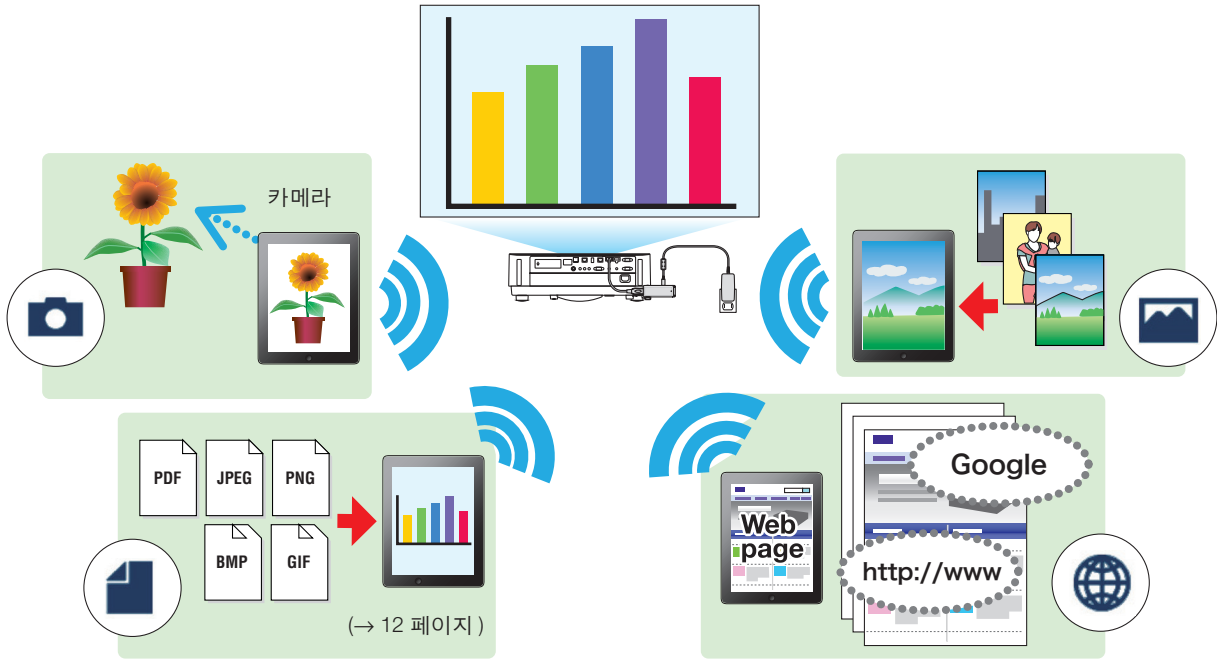 카메라
PDF
JPEG
PNG
BMP
GIF
(→ 12 페이지 )
Web
page
Google
http://www